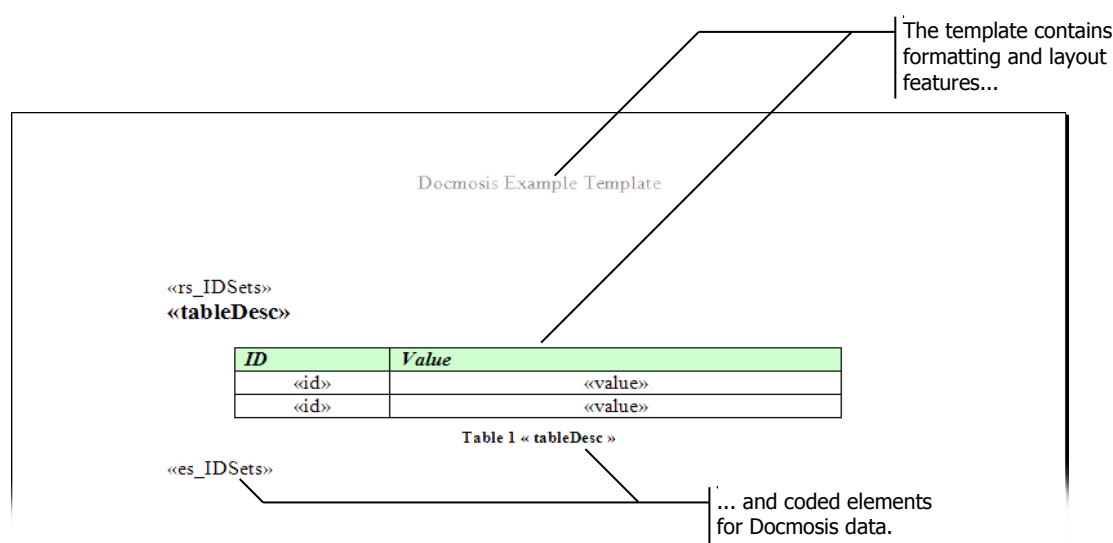 The template contains
formatting and layout
features...
Docmosis Example Template
«rs_IDSets»
«tableDesc»
ID Value
«id» «value»
«id» «value»
Table 1 « tableDesc »
«es_IDSets»
... and coded elements
for Docmosis data.